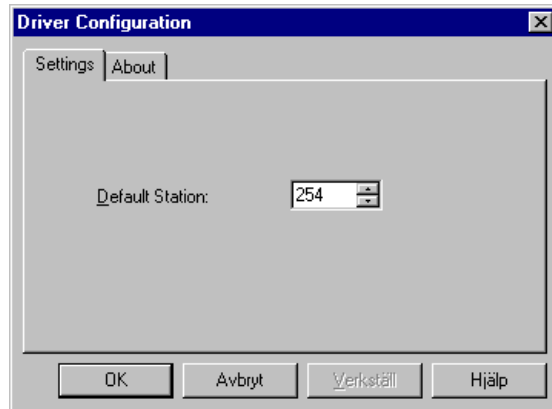 Driver Configuration
Settings About
Default Station: 254
OK Avbryt Verkställ Hjälp